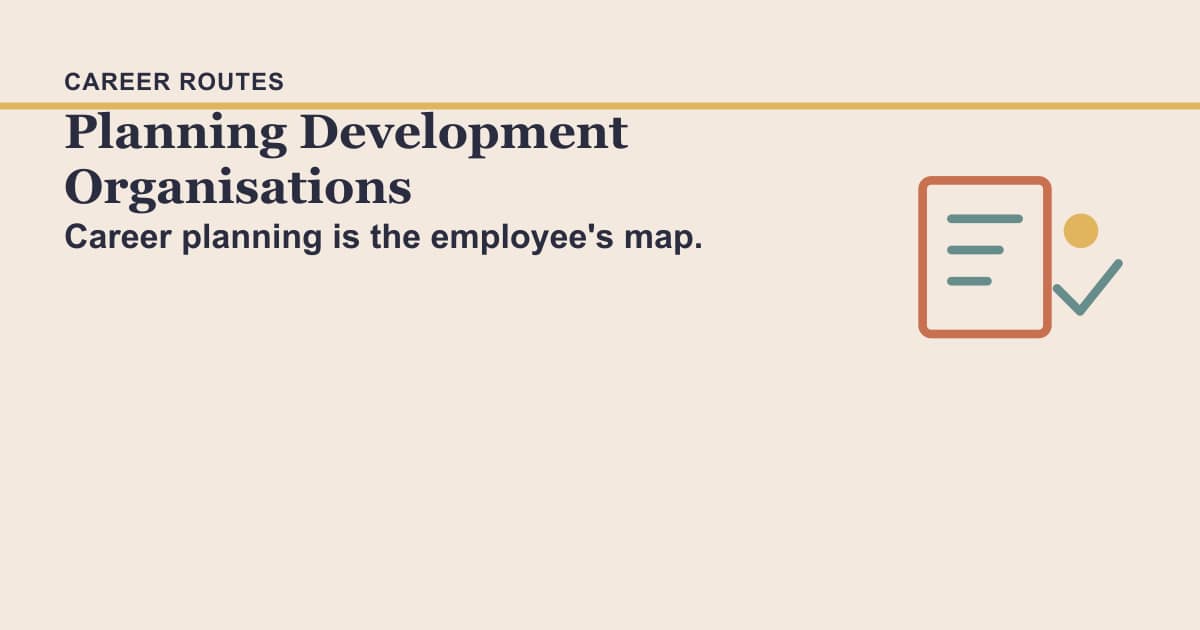 CAREER ROUTES
Planning Development
Organisations
Career planning is the employee's map.